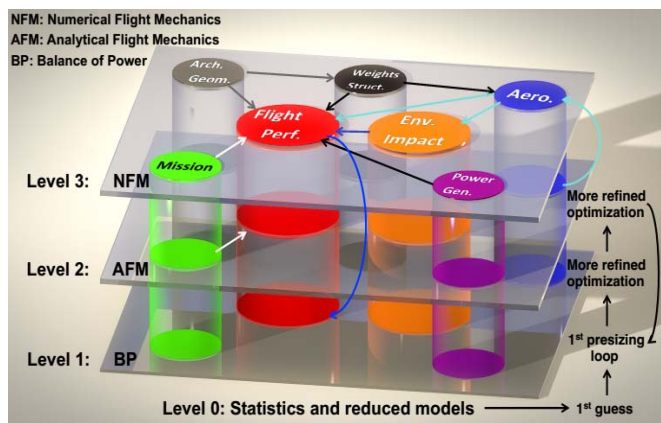 NFM: Numerical Flight Mechanics
AFM: Analytical Flight Mechanics
BP: Balance of Power
Arch.
Geom.
Weights
Struct.
Aero.
Flight
Perf.
Env.
Impact
Mission
Power
Gen.
Level 3: NFM
More refined
optimization
Level 2: AFM
More refined
optimization
Level 1: BP
1st presizing
loop
Level 0: Statistics and reduced models
1st guess